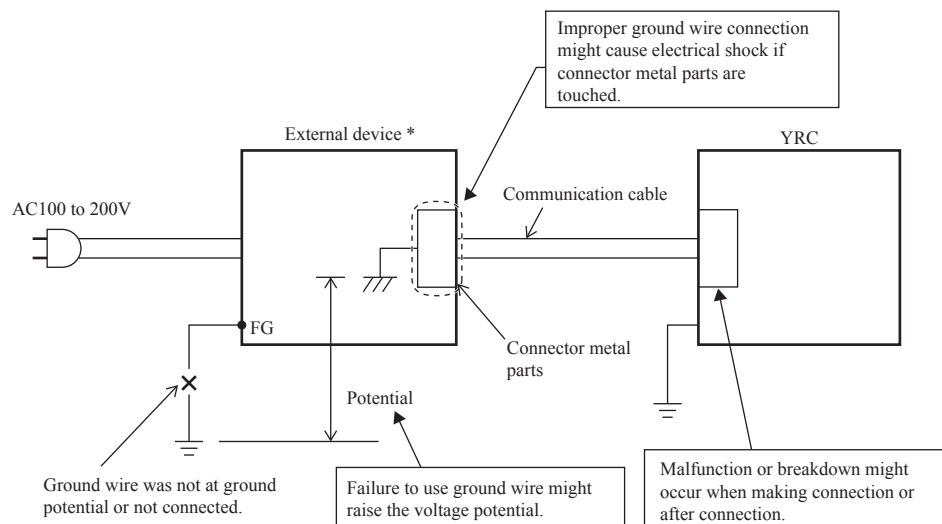 Improper ground wire connection
might cause electrical shock if
connector metal parts are
touched.
External device *
YRC
AC100 to 200V
Communication cable
FG
Connector metal
parts
Potential
Ground wire was not at ground
potential or not connected.
Failure to use ground wire might
raise the voltage potential.
Malfunction or breakdown might
occur when making connection or
after connection.